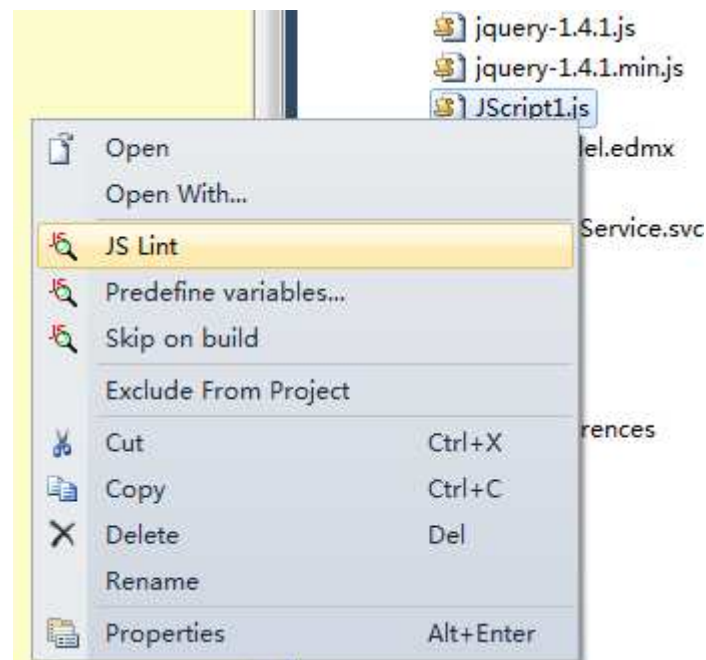 jquery-1.4.1.js
jquery-1.4.1.min.js
JScript1.js
Open
lel.edmx
Open With...
Service.svc
JS Lint
Predefine variables...
Skip on build
Exclude From Project
rences
Cut Ctrl+X
Copy Ctrl+C
Delete Del
Rename
Properties Alt+Enter